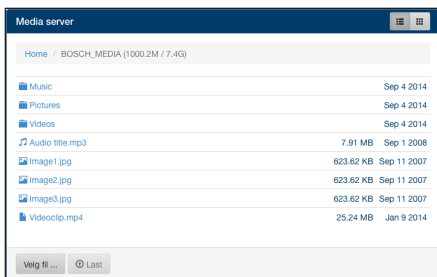 Media server
Home / BOSCH_MEDIA (1000.2M / 7.4G)
Music Sep 4 2014
Pictures Sep 4 2014
Videos Sep 4 2014
Audio title.mp3 7.91 MB Sep 1 2008
Image1.jpg 623.62 KB Sep 11 2007
Image2.jpg 623.62 KB Sep 11 2007
Image3.jpg 623.62 KB Sep 11 2007
Videoclip.mp4 25.24 MB Jan 9 2014
Velg fil ... Last